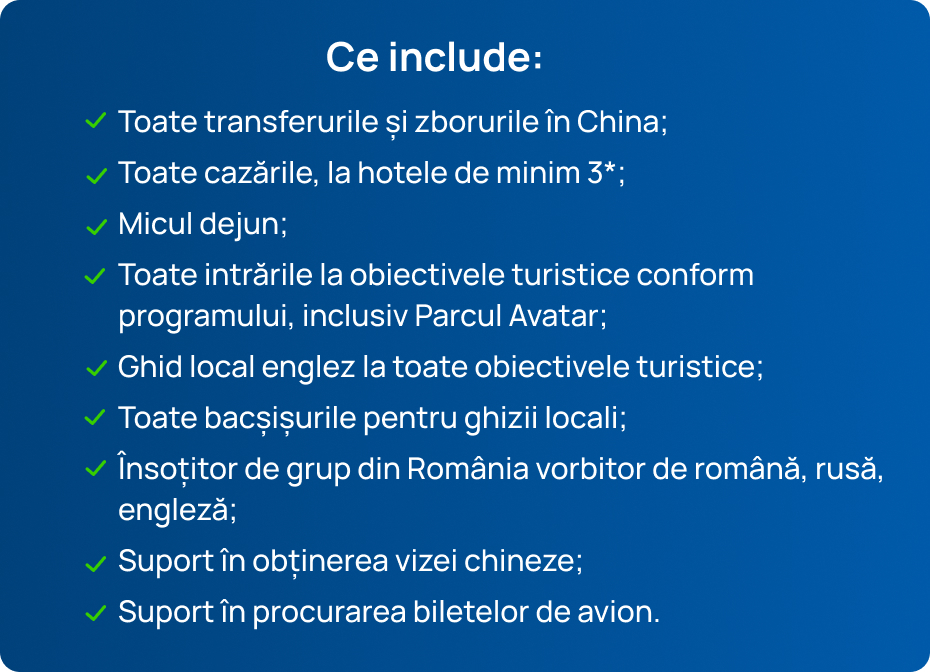 Ce include:
Toate transferurile și zborurile în China;
Toate cazările, la hotele de minim 3*;
Micul dejun;
Toate intrările la obiectivele turistice conform
programului, inclusiv Parcul Avatar;
Ghid local englez la toate obiectivele turistice;
Toate bacșișurile pentru ghizii locali;
Însoțitor de grup din România vorbitor de română, rusă,
engleză;
Suport în obținerea vizei chineze;
Suport în procurarea biletelor de avion.